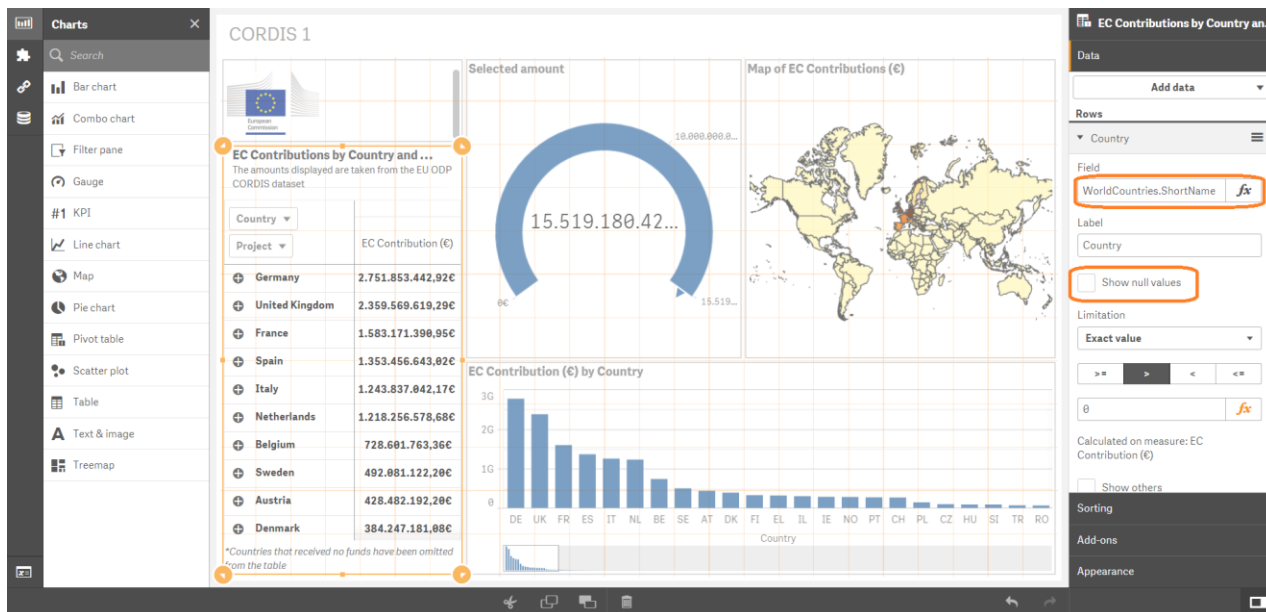 Charts
Search
Bar chart
Combo chart
Filter pane
Gauge
#1 KPI
Line chart
Map
Pie chart
Pivot table
Scatter plot
Table
A Text & image
Treemap
CORDIS 1
European
Commission
EC Contributions by Country and ...
The amounts displayed are taken from the EU ODP
CORDIS dataset
Country
Project
EC Contribution (€)
Germany 2.751.853.442,92€
United Kingdom 2.359.569.619,29€
France 1.583.171.390,95€
Spain 1.353.456.643,02€
Italy 1.243.837.042,17€
Netherlands 1.218.256.578,68€
Belgium 728.601.763,36€
Sweden 492.081.122,20€
Austria 428.482.192,20€
Denmark 384.247.181,08€
*Countries that received no funds have been omitted
from the table
Selected amount
10.000.000.0...
15.519.180.42...
0€
15.519...
Map of EC Contributions (€)
EC Contribution (€) by Country
3G
2G
1G
0
DE UK FR ES IT NL BE SE AT DK FI EL IL IE NO PT CH PL CZ HU SI TR RO
Country
EC Contributions by Country an...
Data
Add data
Rows
Country
Field
WorldCountries.ShortName fx
Label
Country
Show null values
Limitation
Exact value
>= > < <=
0 fx
Calculated on measure: EC
Contribution (€)
Show others
Sorting
Add-ons
Appearance